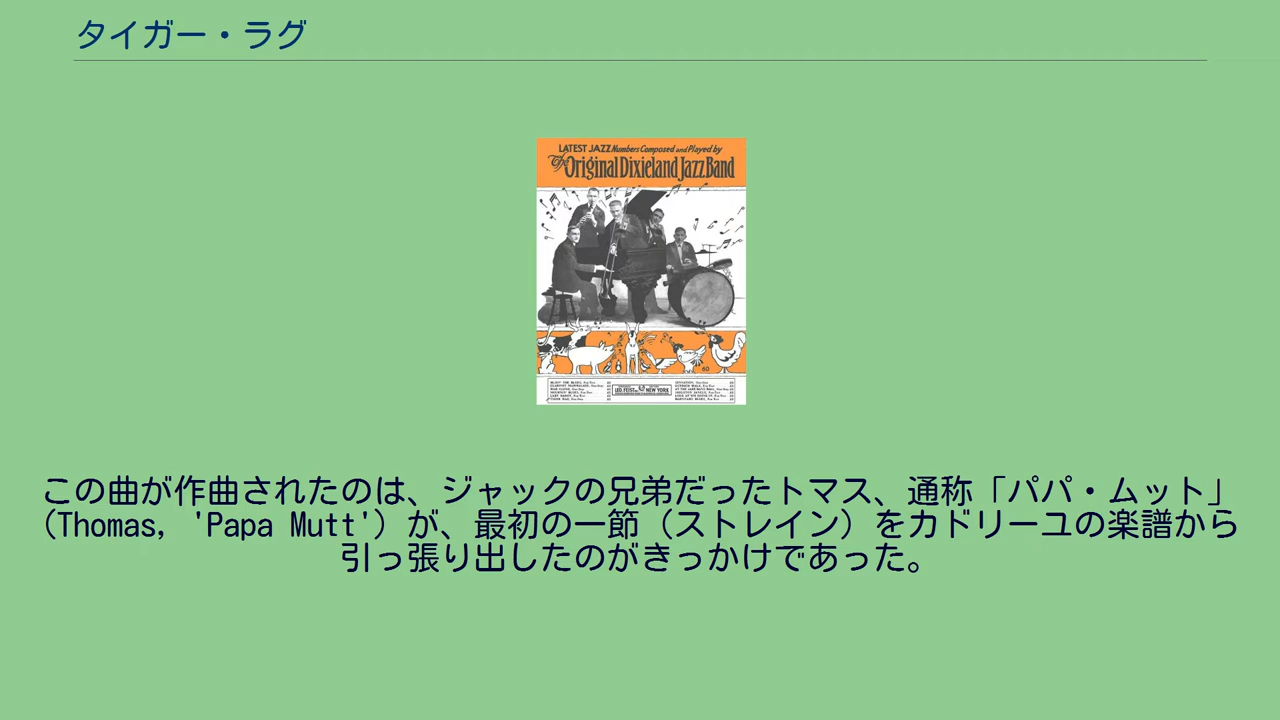 タイガー・ラグ
LATEST JAZZ Numbers Composed and Played by
The Original Dixieland Jazz Band
LEO. FEIST NEW YORK
この曲が作曲されたのは、ジャックの兄弟だったトマス、通称「パパ・ムット」
(Thomas, 'Papa Mutt') が、最初の一節（ストレイン）をカドリーユの楽譜から
引っ張り出したのがきっかけであった。